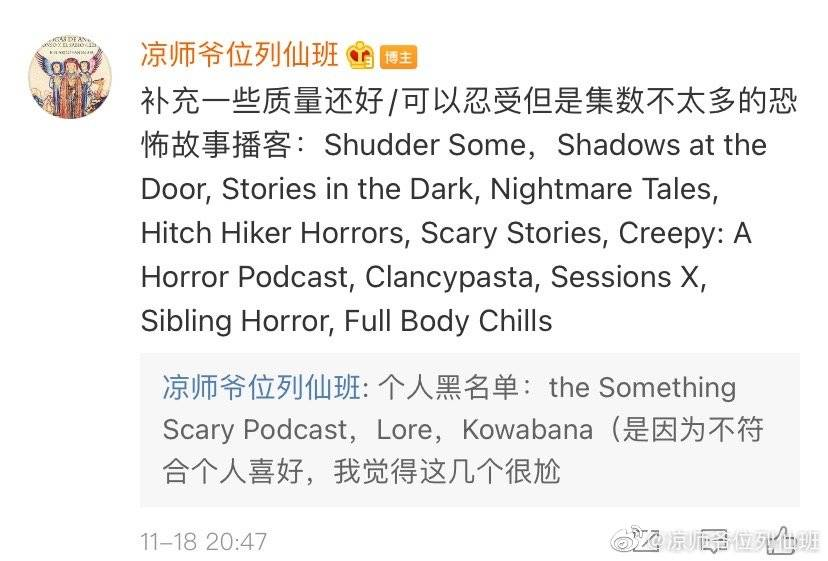 凉师爷位列仙班 博主
补充一些质量还好/可以忍受但是集数不太多的恐
怖故事播客：Shudder Some，Shadows at the
Door, Stories in the Dark, Nightmare Tales,
Hitch Hiker Horrors, Scary Stories, Creepy: A
Horror Podcast, Clancypasta, Sessions X,
Sibling Horror, Full Body Chills
凉师爷位列仙班: 个人黑名单：the Something
Scary Podcast，Lore，Kowabana（是因为不符
合个人喜好，我觉得这几个很尬
11-18 20:47
@凉师爷位列仙班